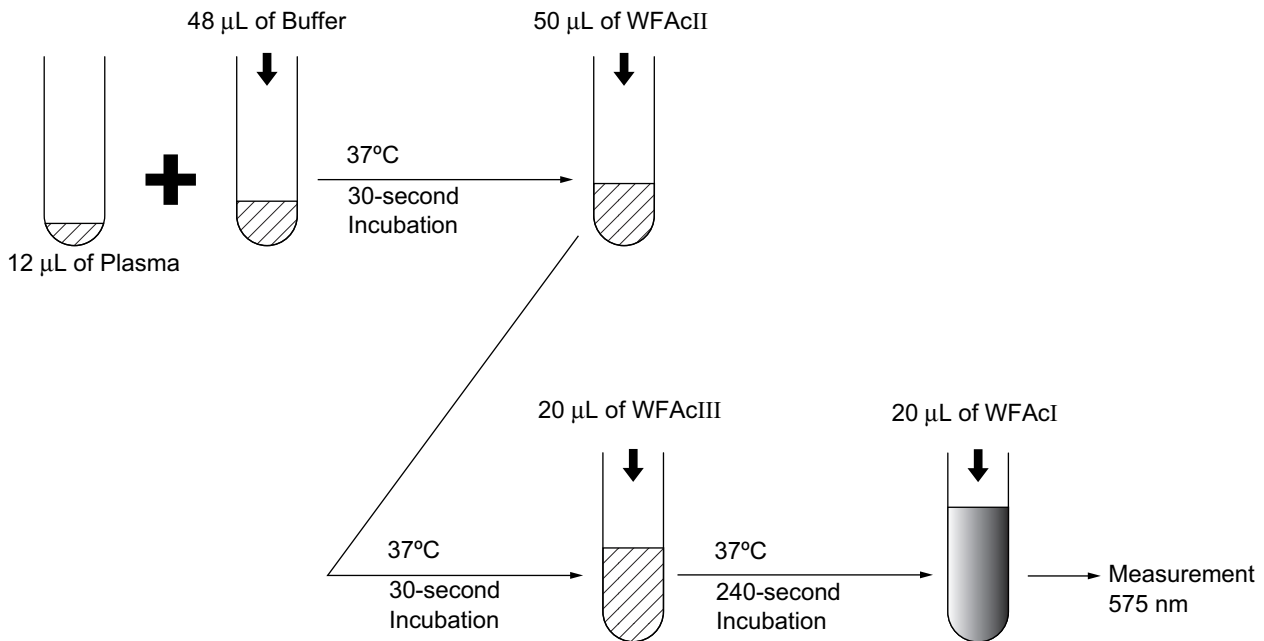 48 μL of Buffer
50 μL of WFAcII
37ºC
30-second
Incubation
12 μL of Plasma
20 μL of WFAcIII
20 μL of WFAcI
37ºC
30-second
Incubation
37ºC
240-second
Incubation
Measurement
575 nm